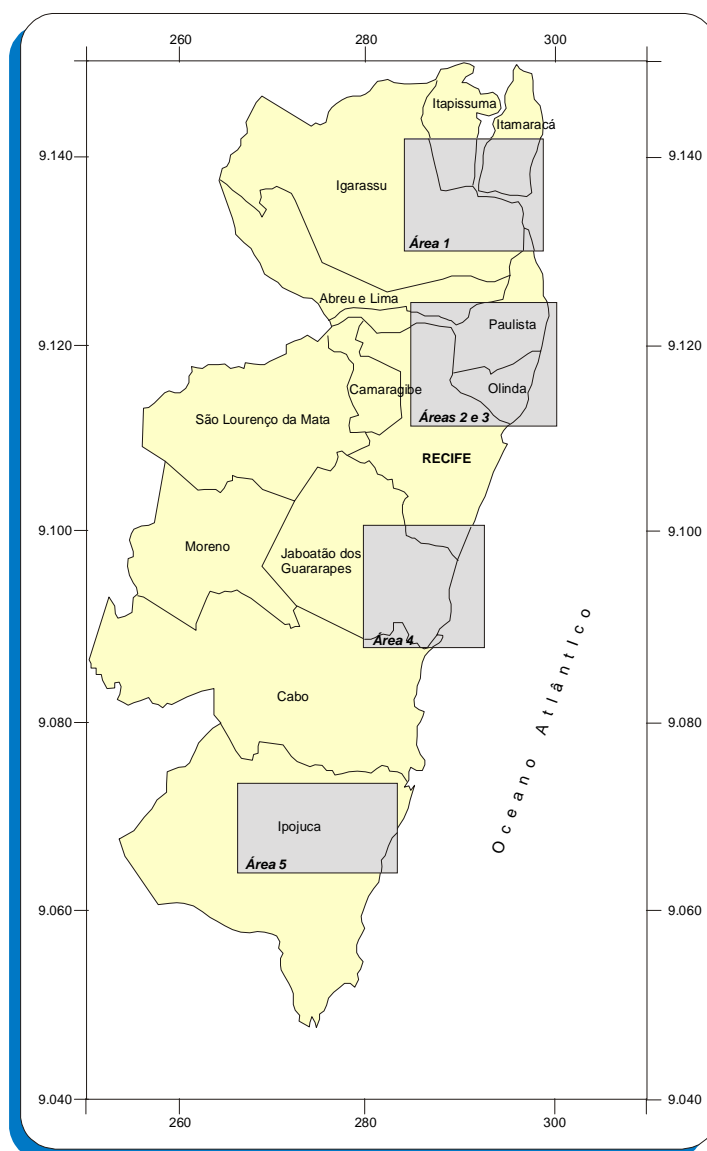 260 280 300
Itapissuma
Itamaracá
9.140 9.140
Igarassu
Área 1
Abreu e Lima
Paulista
9.120 9.120
Camaragibe
Olinda
São Lourenço da Mata
Áreas 2 e 3
RECIFE
9.100 9.100
Moreno
Jaboatão dos
Guararapes
Área 4
Oceano Atlântico
Cabo
9.080 9.080
Ipojuca
Área 5
9.060 9.060
9.040 9.040
260 280 300